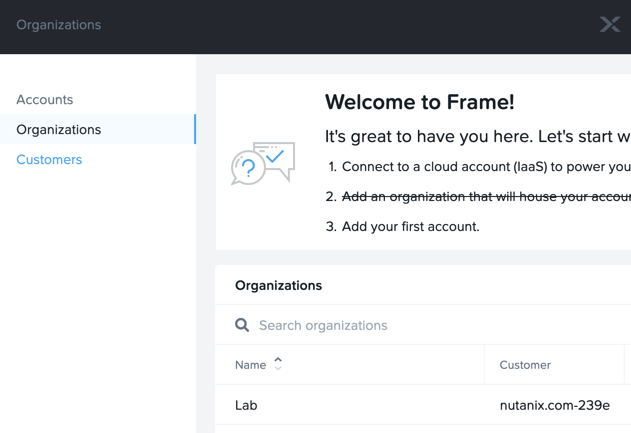 Organizations
Accounts
Organizations
Customers
Welcome to Frame!
It's great to have you here. Let's start w
1. Connect to a cloud account (IaaS) to power you
2. Add an organization that will house your accou
3. Add your first account.
Organizations
Search organizations
Name Customer
Lab nutanix.com-239e